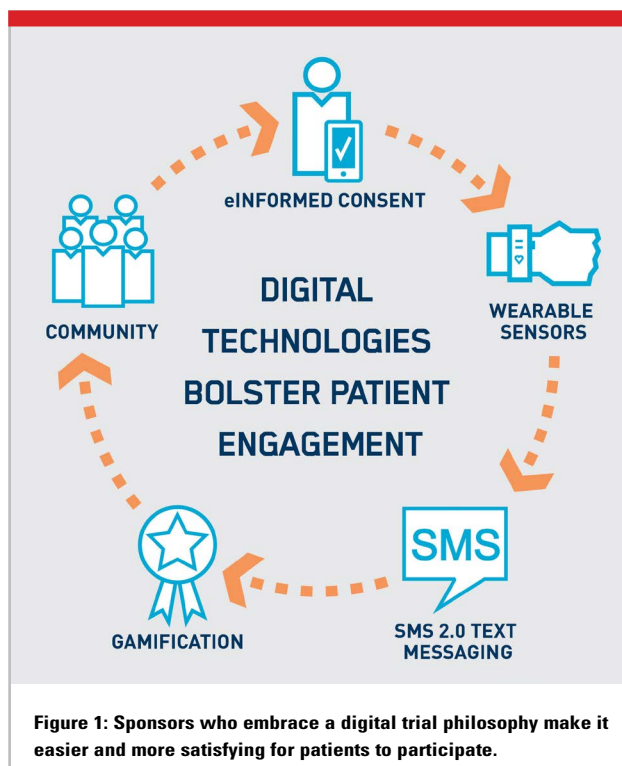 eINFORMED CONSENT
WEARABLE
SENSORS
COMMUNITY
DIGITAL
TECHNOLOGIES
BOLSTER PATIENT
ENGAGEMENT
SMS
SMS 2.0 TEXT
MESSAGING
GAMIFICATION
Figure 1: Sponsors who embrace a digital trial philosophy make it
easier and more satisfying for patients to participate.